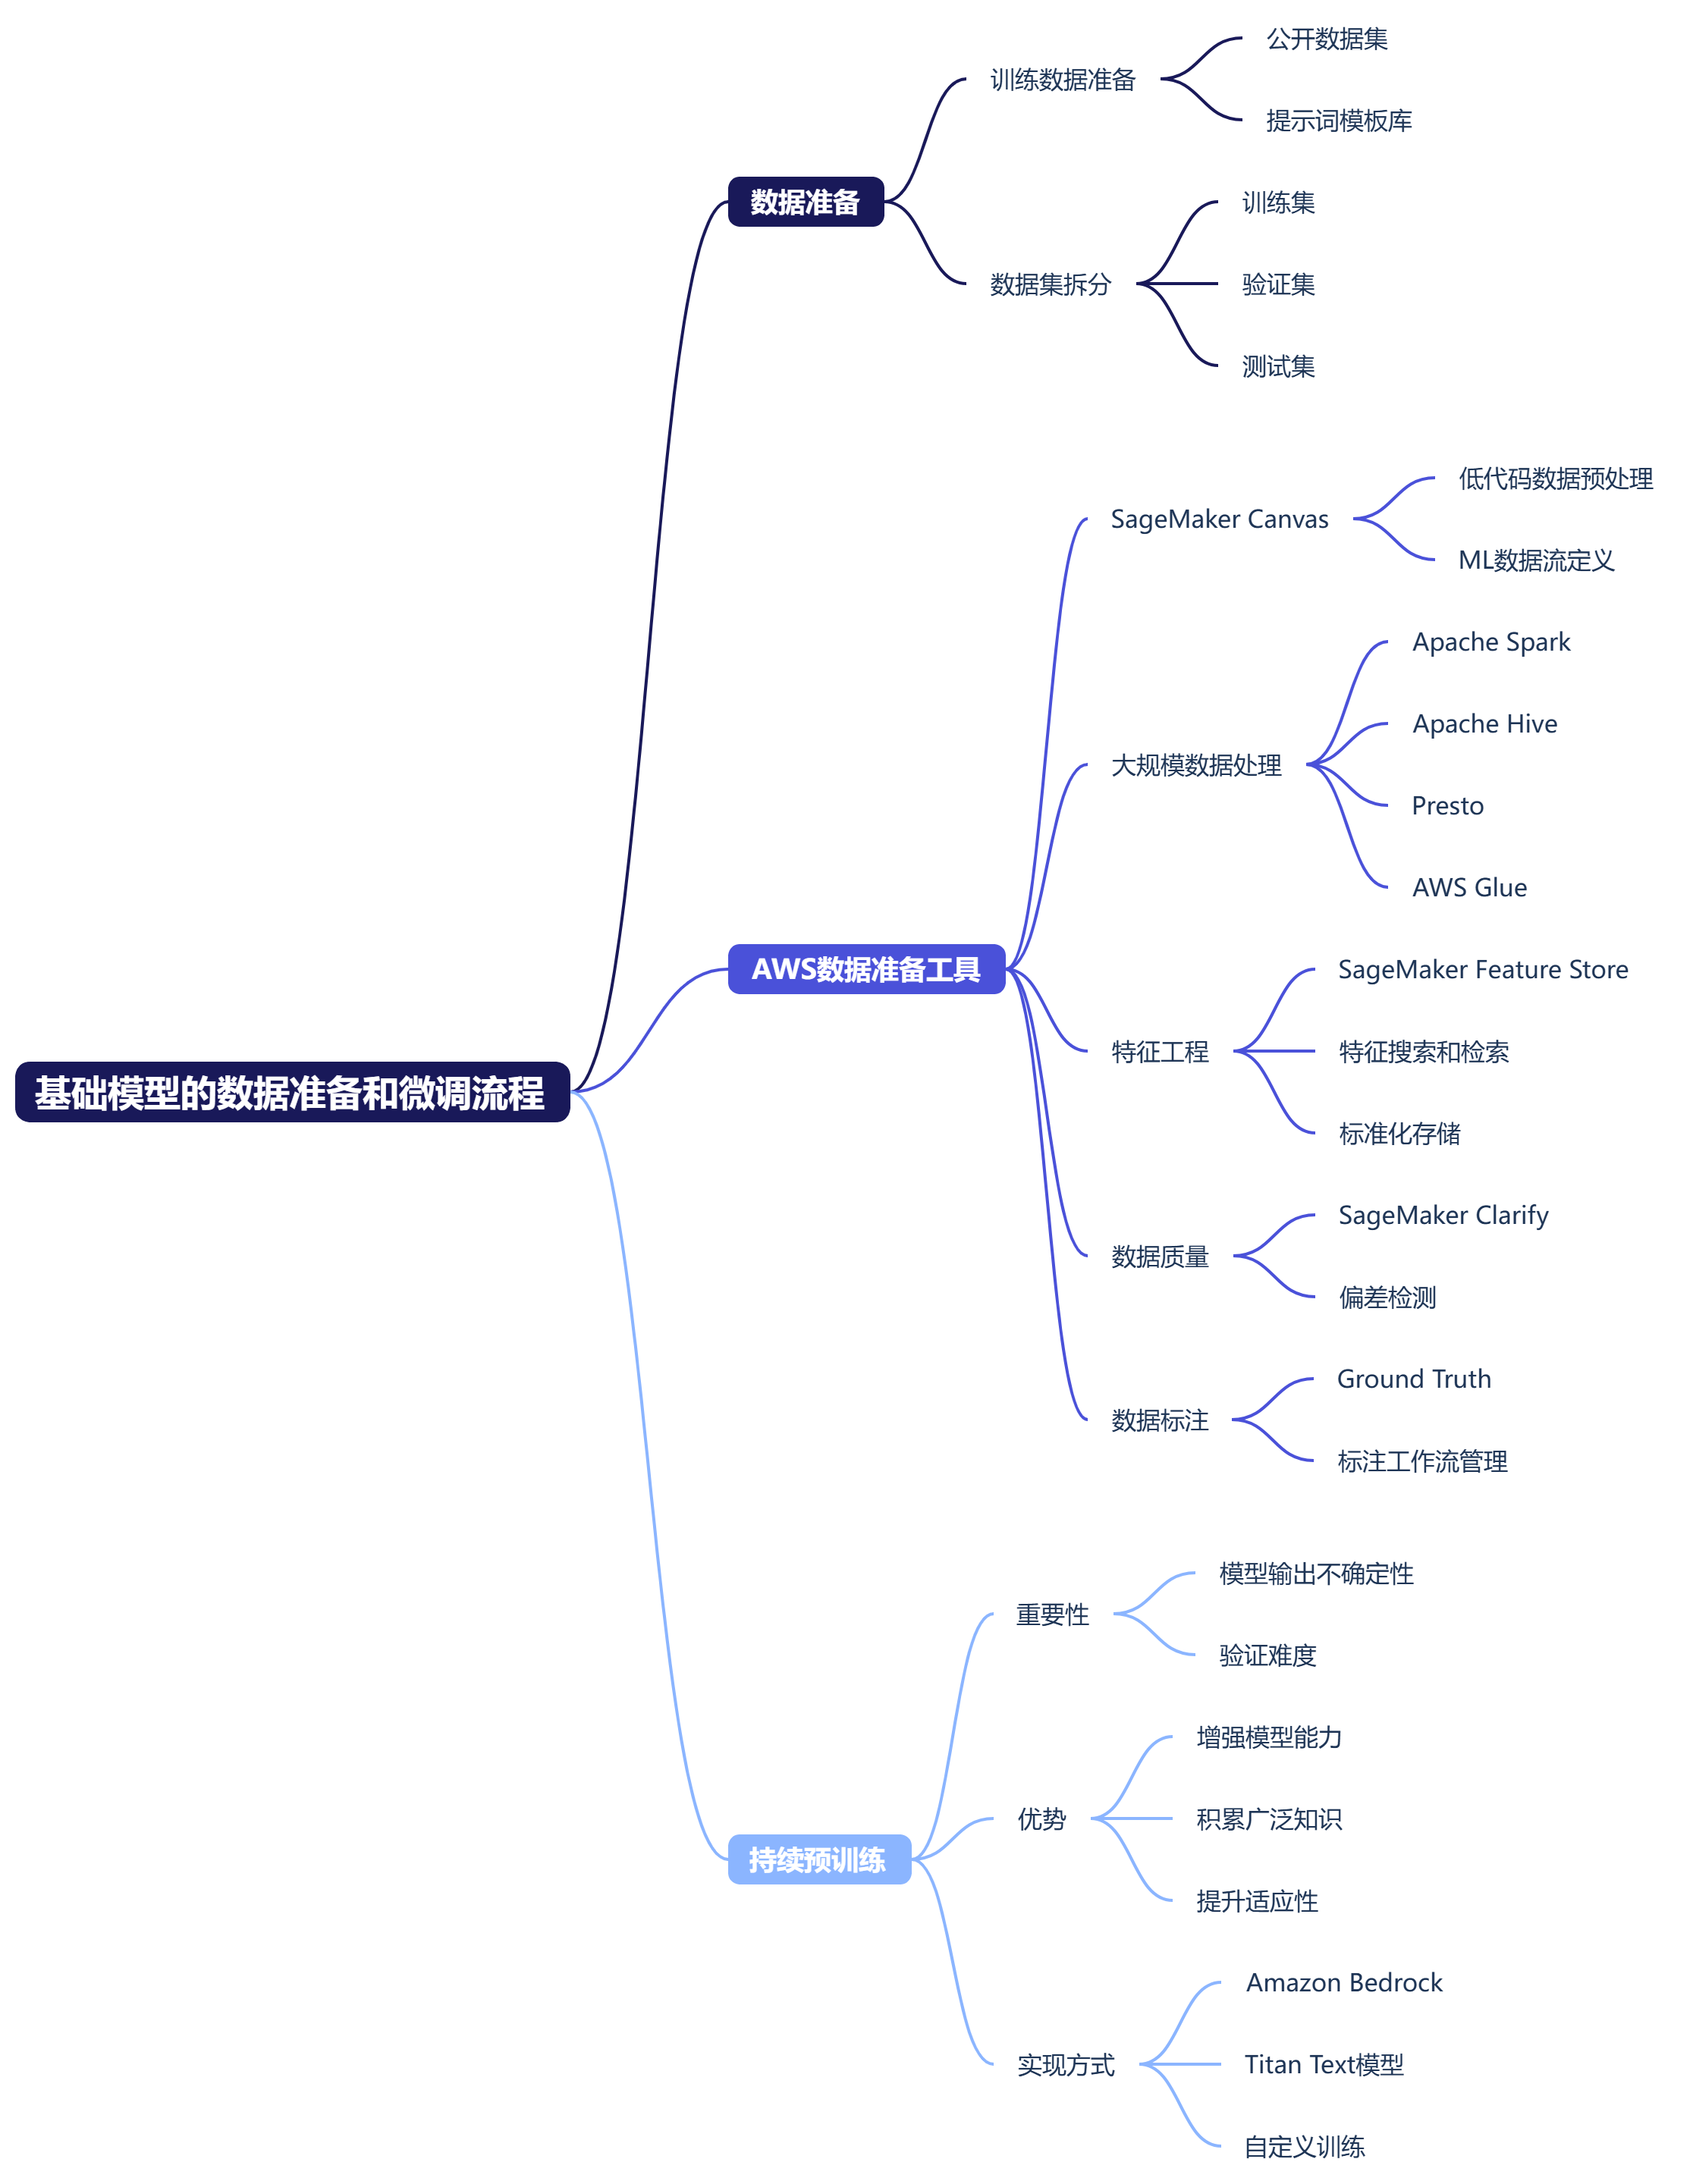 基础模型的数据准备和微调流程
数据准备
训练数据准备
公开数据集
提示词模板库
数据集拆分
训练集
验证集
测试集
AWS数据准备工具
SageMaker Canvas
低代码数据预处理
ML数据流定义
大规模数据处理
Apache Spark
Apache Hive
Presto
AWS Glue
特征工程
SageMaker Feature Store
特征搜索和检索
标准化存储
数据质量
SageMaker Clarify
偏差检测
数据标注
Ground Truth
标注工作流管理
持续预训练
重要性
模型输出不确定性
验证难度
优势
增强模型能力
积累广泛知识
提升适应性
实现方式
Amazon Bedrock
Titan Text模型
自定义训练